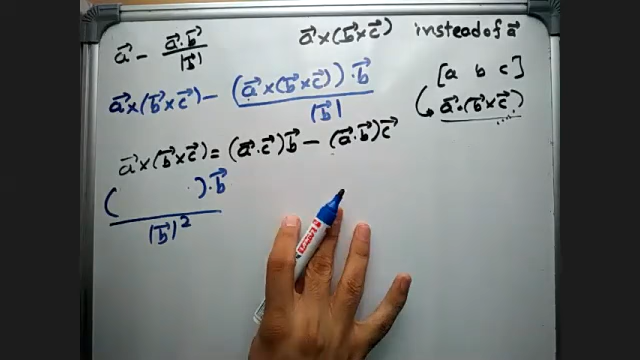 a⃗ - (a⃗·b⃗)/|b⃗|
a⃗×(b⃗×c⃗) instead of a⃗
[a b c]
a⃗×(b⃗×c⃗) - ((a⃗×(b⃗×c⃗))·b⃗)/|b⃗|
a⃗·(b⃗×c⃗)
a⃗×(b⃗×c⃗) = (a⃗·c⃗)b⃗ - (a⃗·b⃗)c⃗
( )·b⃗
|b⃗|²